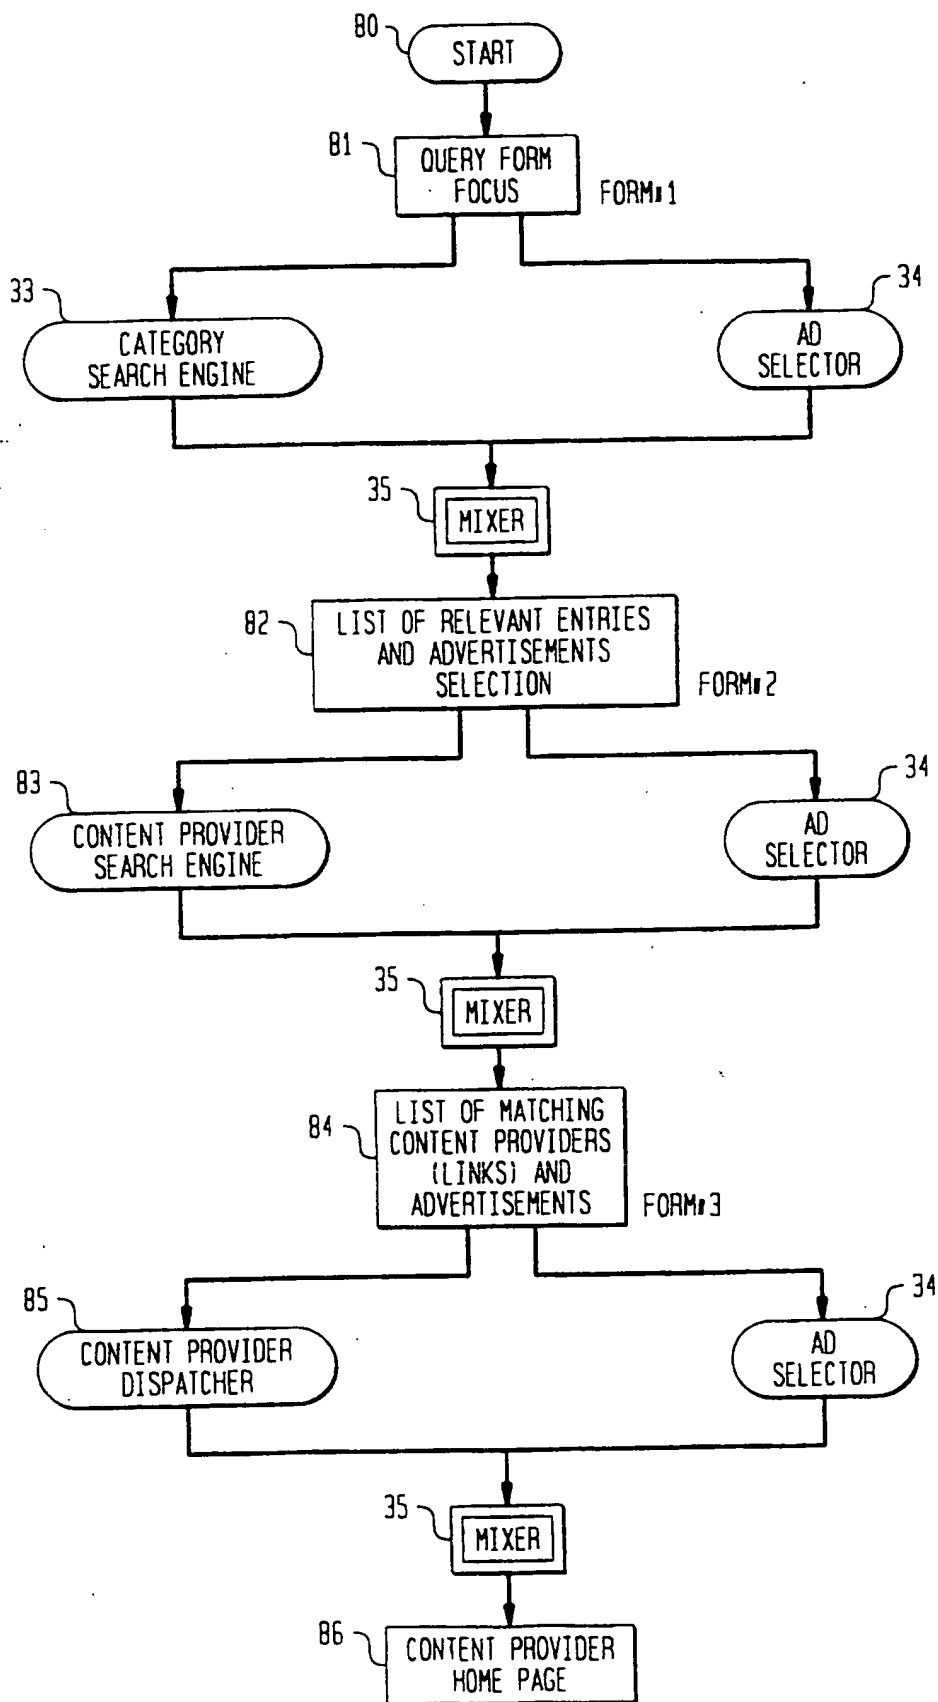 80
START
81
QUERY FORM
FOCUS
FORM#1
33
CATEGORY
SEARCH ENGINE
34
AD
SELECTOR
35
MIXER
82
LIST OF RELEVANT ENTRIES
AND ADVERTISEMENTS
SELECTION
FORM#2
83
CONTENT PROVIDER
SEARCH ENGINE
34
AD
SELECTOR
35
MIXER
84
LIST OF MATCHING
CONTENT PROVIDERS
(LINKS) AND
ADVERTISEMENTS
FORM#3
85
CONTENT PROVIDER
DISPATCHER
34
AD
SELECTOR
35
MIXER
86
CONTENT PROVIDER
HOME PAGE